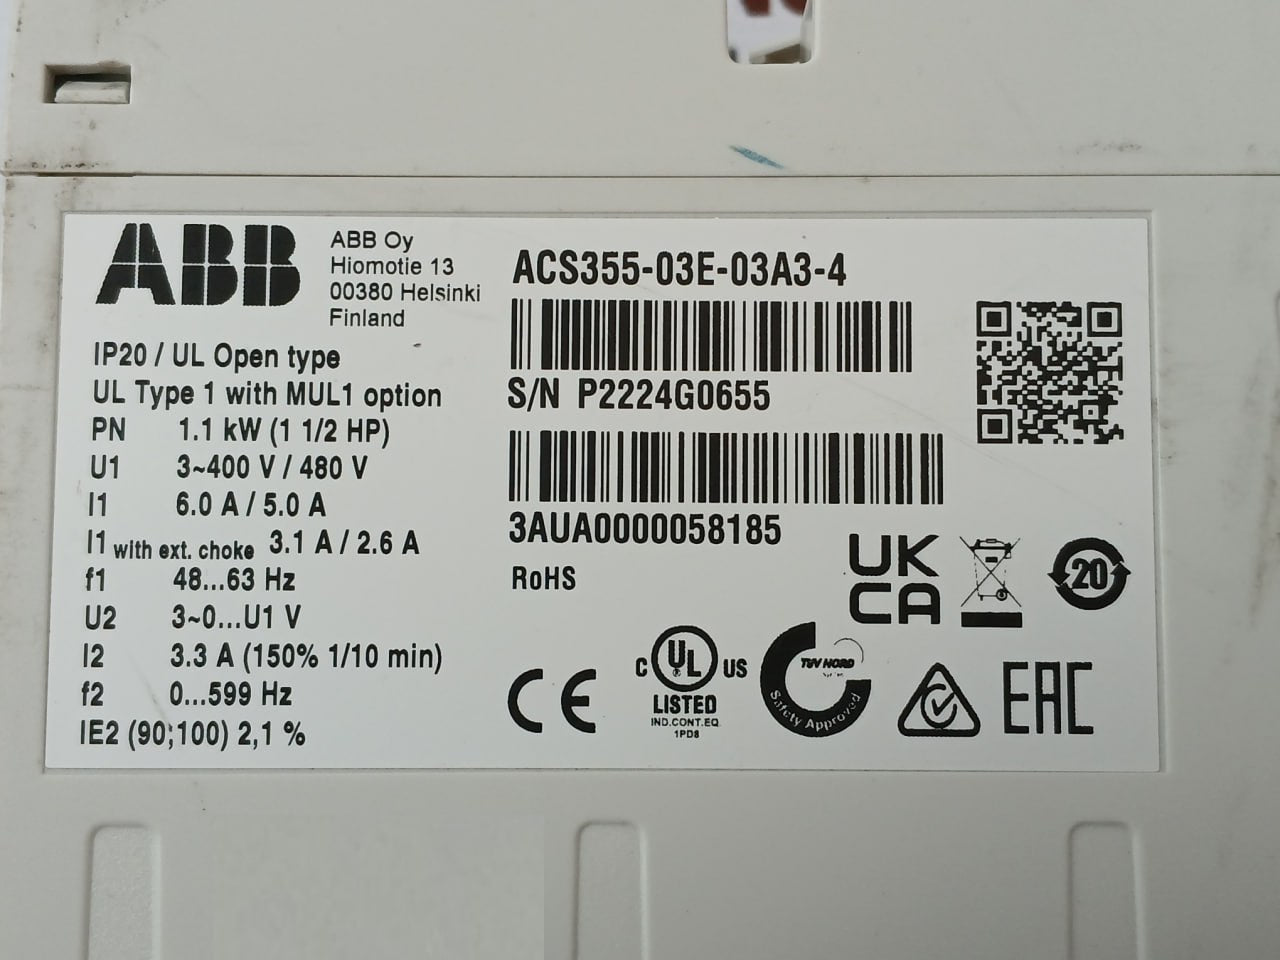 ABB
ABB Oy
Hiomotie 13
00380 Helsinki
Finland
IP20 / UL Open type
UL Type 1 with MUL1 option
PN 1.1 kW (1 1/2 HP)
U1 3~400 V / 480 V
I1 6.0 A / 5.0 A
I1 with ext. choke 3.1 A / 2.6 A
f1 48...63 Hz
U2 3~0...U1 V
I2 3.3 A (150% 1/10 min)
f2 0...599 Hz
IE2 (90;100) 2,1 %
ACS355-03E-03A3-4
S/N P2224G0655
3AUA0000058185
RoHS
UK
CA
20
CE
C UL US
LISTED
IND.CONT.EQ.
1PD8
TÜV NORD
Safety Approved
EAC